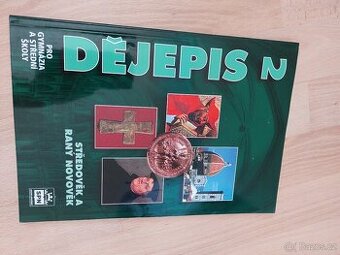 DĚJEPIS 2
PRO
GYMNÁZIA
A STŘEDNÍ
ŠKOLY
STŘEDOVĚK A
RANÝ NOVOVĚK
SPN